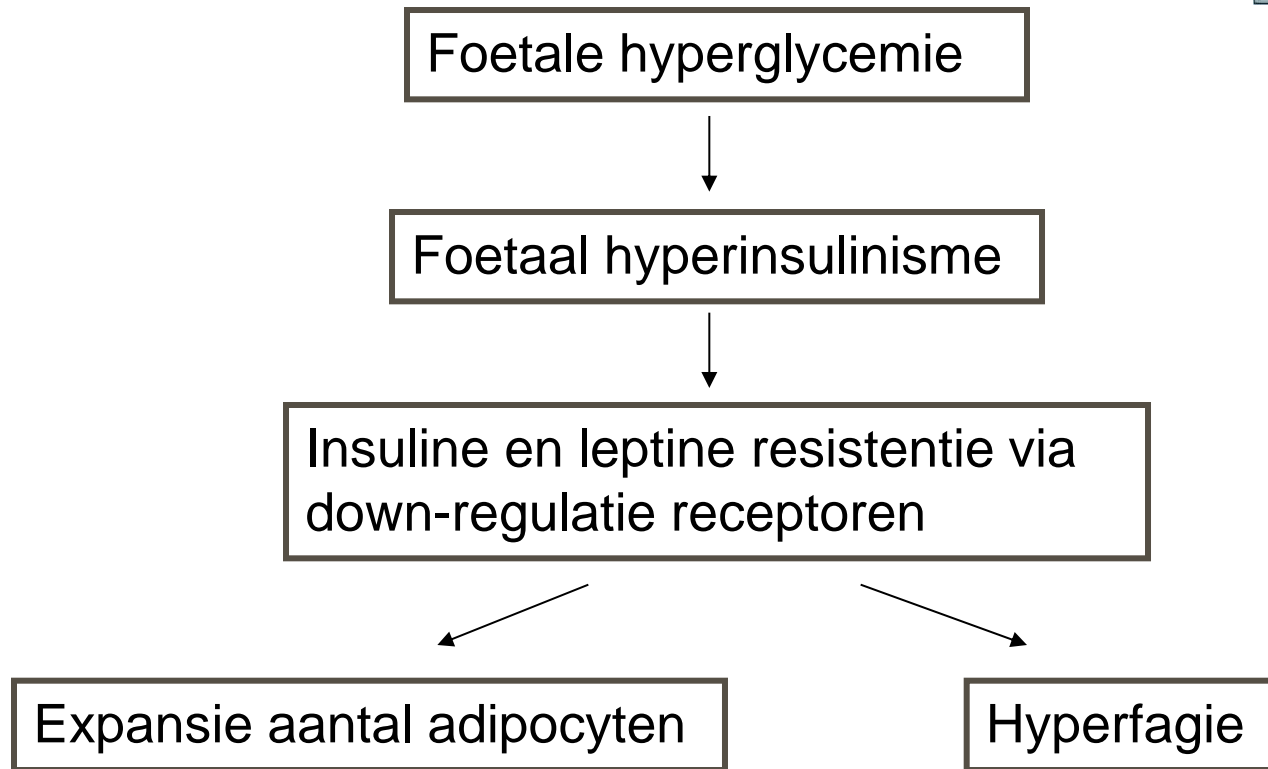 Foetale hyperglycemie
Foetaal hyperinsulinisme
Insuline en leptine resistentie via
down-regulatie receptoren
Expansie aantal adipocyten
Hyperfagie